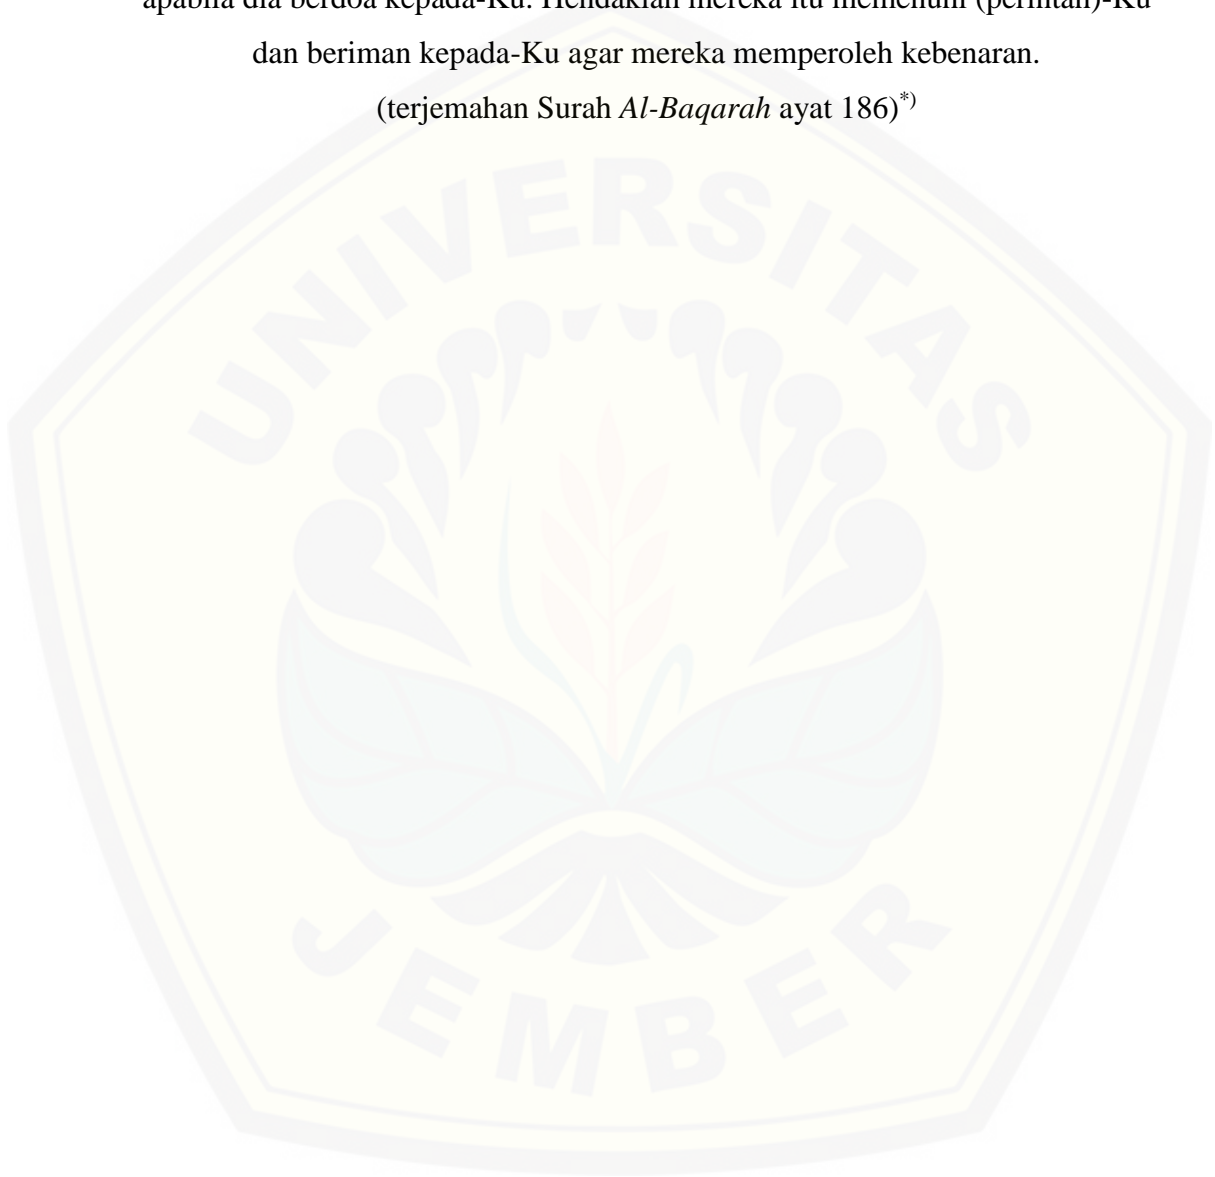 apabila dia berdoa kepada-Ku. Hendaklah mereka itu memenuhi (perintah)-Ku
dan beriman kepada-Ku agar mereka memperoleh kebenaran.
(terjemahan Surah Al-Baqarah ayat 186)*)
UNIVERSITAS
JEMBER